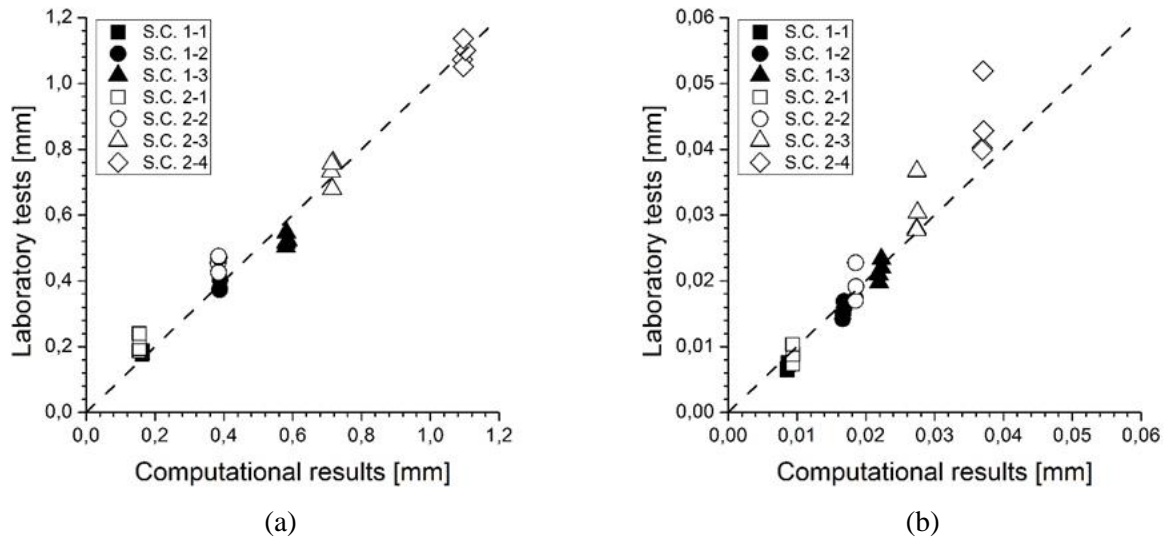 1,2
1,0
0,8
0,6
0,4
0,2
0,0
Laboratory tests [mm]
S.C. 1-1
S.C. 1-2
S.C. 1-3
S.C. 2-1
S.C. 2-2
S.C. 2-3
S.C. 2-4
0,0 0,2 0,4 0,6 0,8 1,0 1,2
Computational results [mm]
(a)
0,06
0,05
0,04
0,03
0,02
0,01
0,00
Laboratory tests [mm]
S.C. 1-1
S.C. 1-2
S.C. 1-3
S.C. 2-1
S.C. 2-2
S.C. 2-3
S.C. 2-4
0,00 0,01 0,02 0,03 0,04 0,05 0,06
Computational results [mm]
(b)